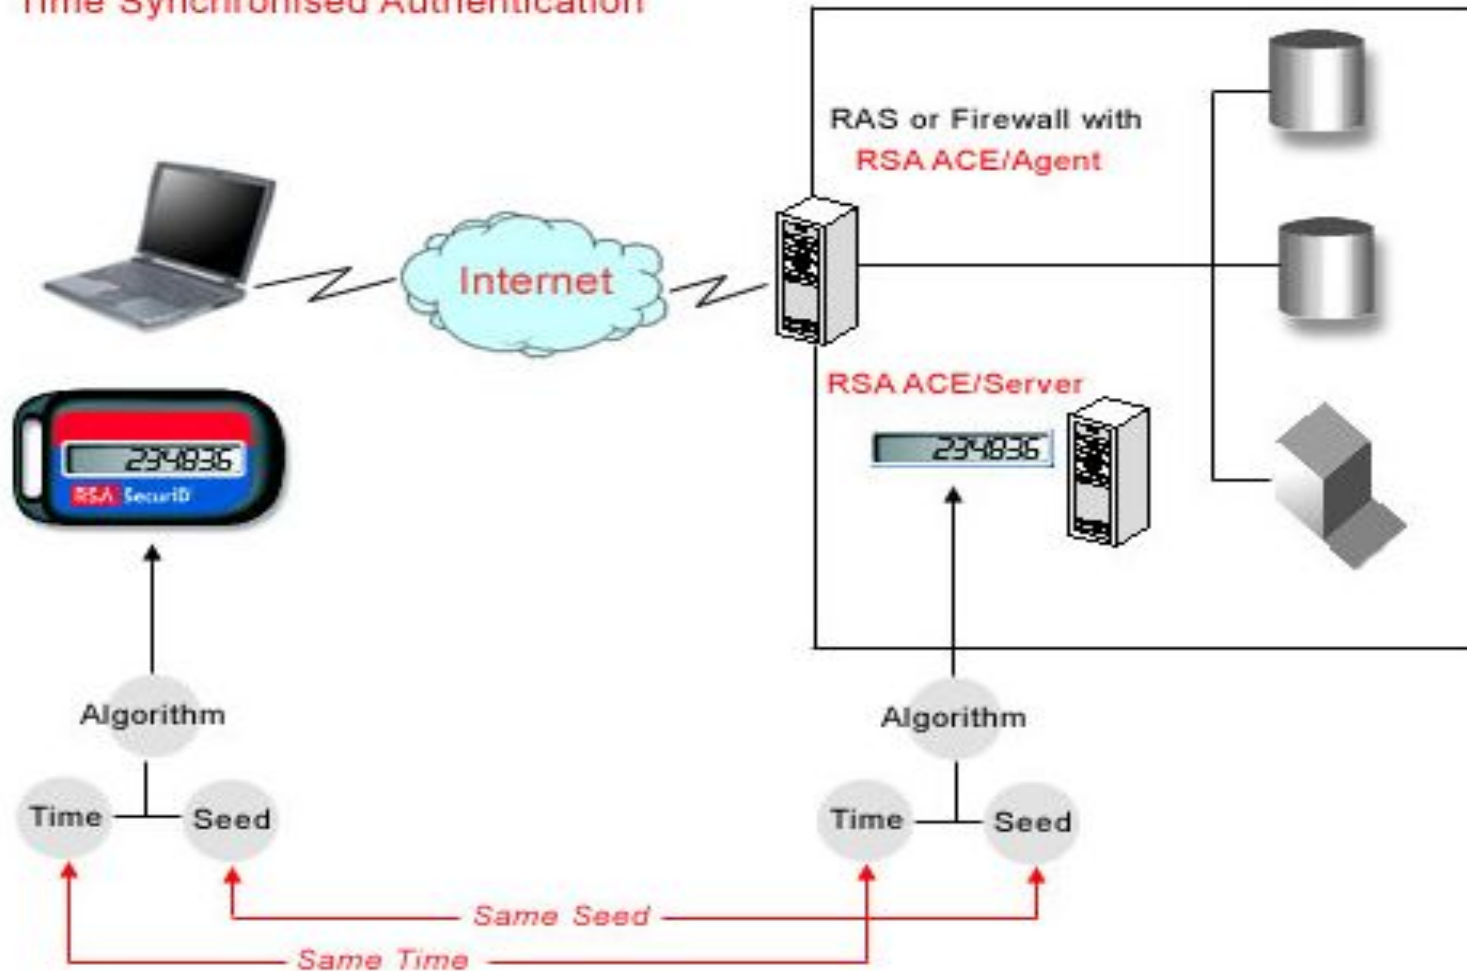 Time Synchronised Authentication
RAS or Firewall with
RSA ACE/Agent
Internet
RSA ACE/Server
234836
234836
RSA SecurID
Algorithm
Algorithm
Time
Seed
Time
Seed
Same Seed
Same Time